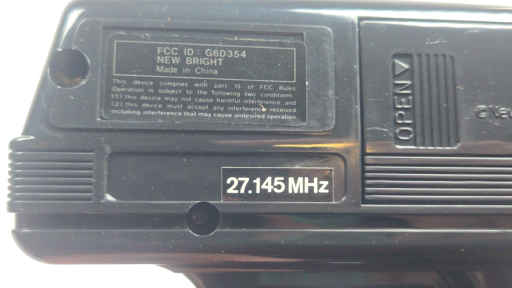 FCC ID: G6D354
NEW BRIGHT
Made in China
This device complies with part 15 of FCC Rules
Operation is subject to the following two conditions.
(1) this device may not cause harmful interference and
(2) this device must accept any interference received
including interference that may cause undesired operation
OPEN
27.145MHz